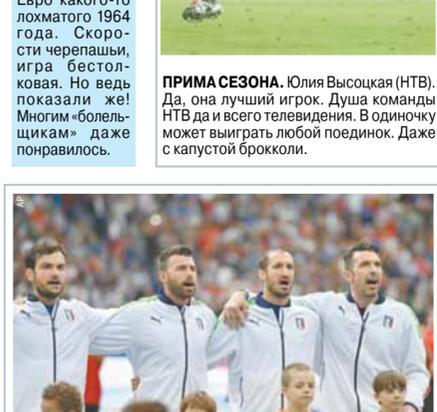 Евро какого-то
лохматого 1964
года. Скоро-
сти черепашьи,
игра бестол-
ковая. Но ведь
показали же!
Многим «болель-
щикам» даже
понравилось.
ПРИМА СЕЗОНА. Юлия Высоцкая (НТВ).
Да, она лучший игрок. Душа команды
НТВ да и всего телевидения. В одиночку
может выиграть любой поединок. Даже
с капустой брокколи.
AP